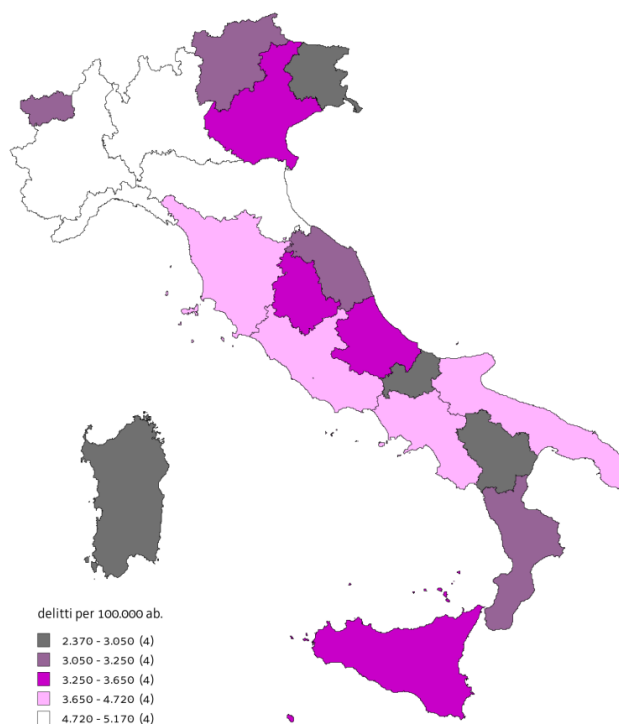 delitti per 100.000 ab.
2.370 - 3.050 (4)
3.050 - 3.250 (4)
3.250 - 3.650 (4)
3.650 - 4.720 (4)
4.720 - 5.170 (4)